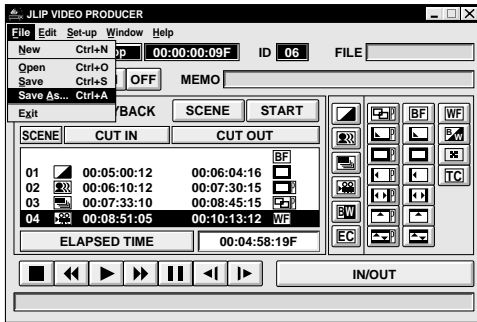 JLIP VIDEO PRODUCER
File Edit Set-up Window Help
New Ctrl+N
Open Ctrl+O
Save Ctrl+S
Save As... Ctrl+A
Exit
op 00:00:00:09F ID 06 FILE
OFF MEMO
YBACK SCENE START
SCENE CUT IN CUT OUT
BF
01 00:05:00:12 00:06:04:16
02 00:06:10:12 00:07:30:15 P
03 00:07:33:10 00:08:45:15 P
04 00:08:51:05 00:10:13:12 WF
ELAPSED TIME 00:04:58:19F
P BF WF
P B/W
P
P TC
P
BW P
EC P
IN/OUT